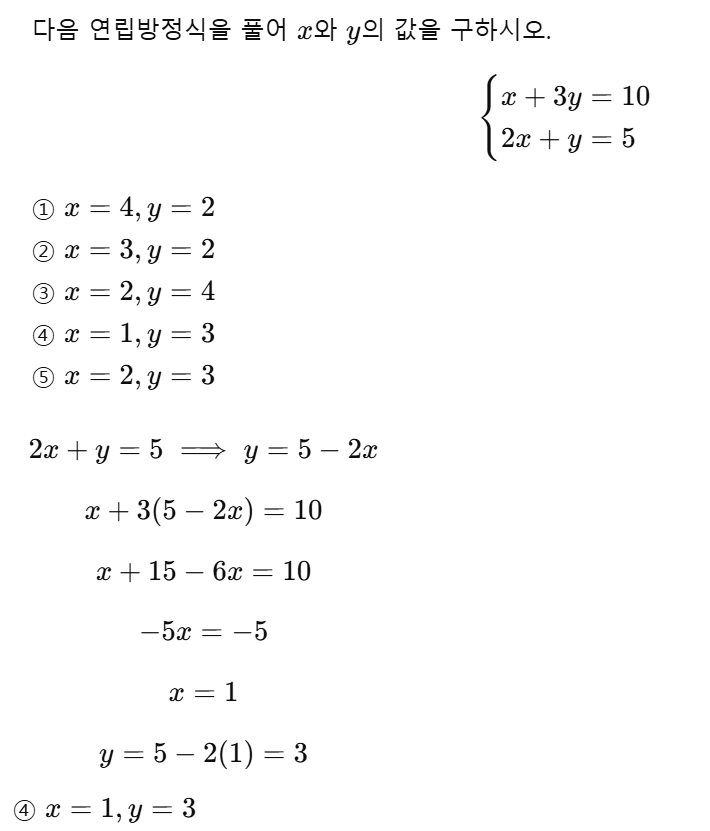 다음 연립방정식을 풀어 x와 y의 값을 구하시오.
{x + 3y = 10
2x + y = 5
① x = 4, y = 2
② x = 3, y = 2
③ x = 2, y = 4
④ x = 1, y = 3
⑤ x = 2, y = 3
2x + y = 5 ⟹ y = 5 − 2x
x + 3(5 − 2x) = 10
x + 15 − 6x = 10
−5x = −5
x = 1
y = 5 − 2(1) = 3
④ x = 1, y = 3